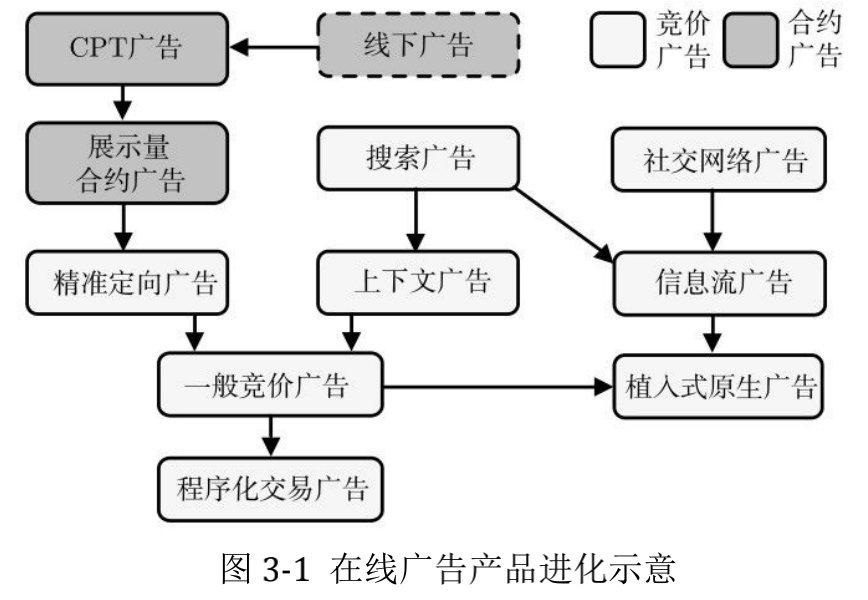 CPT广告
线下广告
竞价
广告
合约
广告
展示量
合约广告
搜索广告
社交网络广告
精准定向广告
上下文广告
信息流广告
一般竞价广告
植入式原生广告
程序化交易广告
图 3-1 在线广告产品进化示意